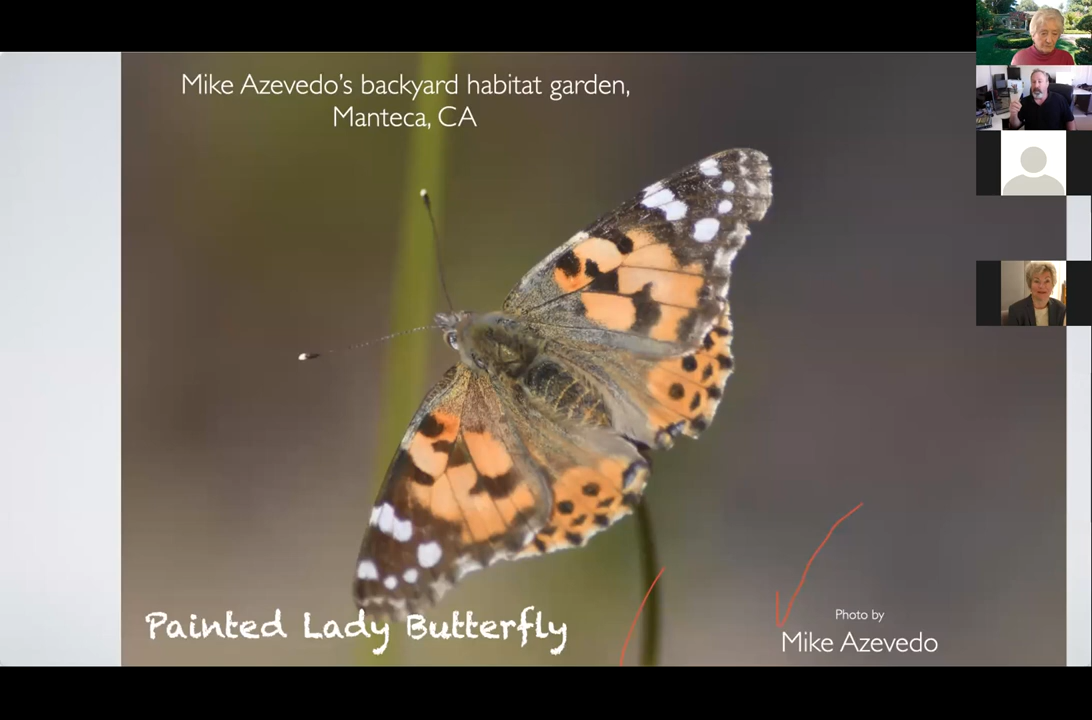 Mike Azevedo’s backyard habitat garden,
Manteca, CA
Painted Lady Butterfly
Photo by
Mike Azevedo